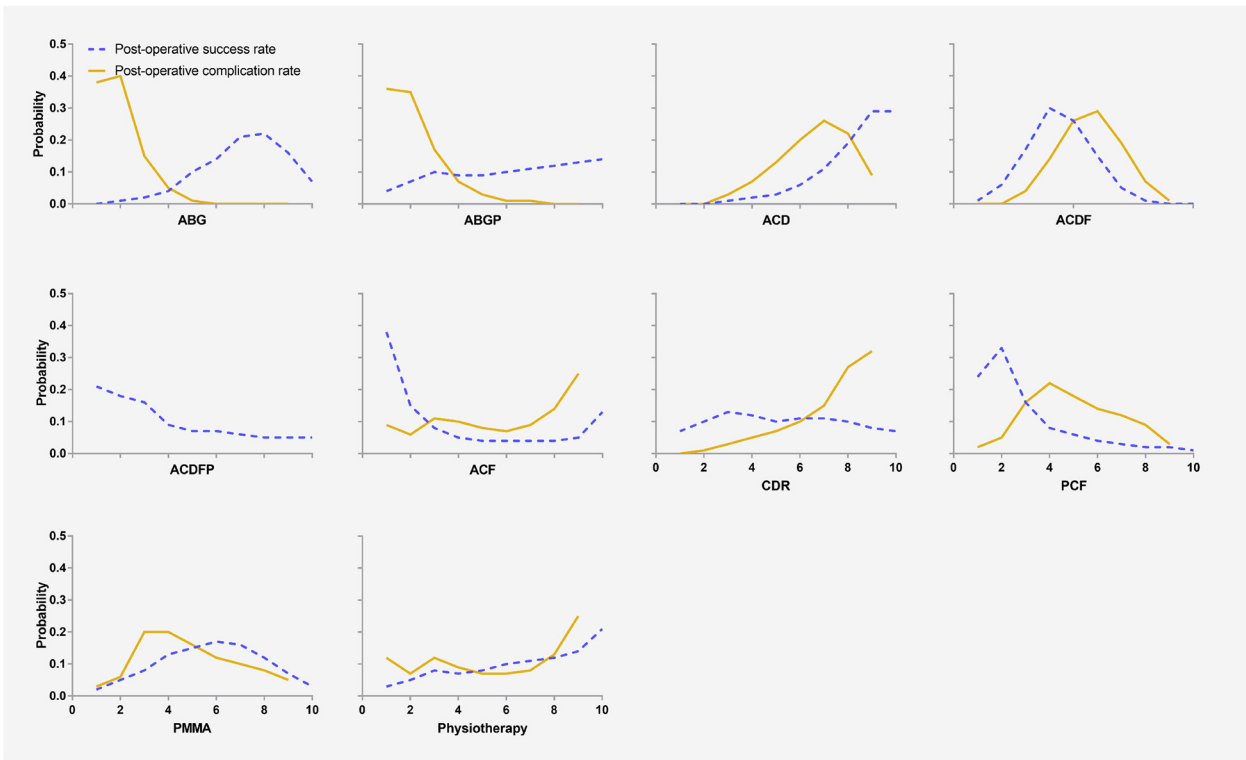 0.5
Post-operative success rate
Post-operative complication rate
0.4
0.3
0.2
0.1
0.0
Probability
ABG
ABGP
ACD
ACDF
0.5
0.4
0.3
0.2
0.1
0.0
Probability
ACDFP
ACF
0 2 4 6 8 10
CDR
0 2 4 6 8 10
PCF
0.5
0.4
0.3
0.2
0.1
0.0
Probability
0 2 4 6 8 10
PMMA
0 2 4 6 8 10
Physiotherapy